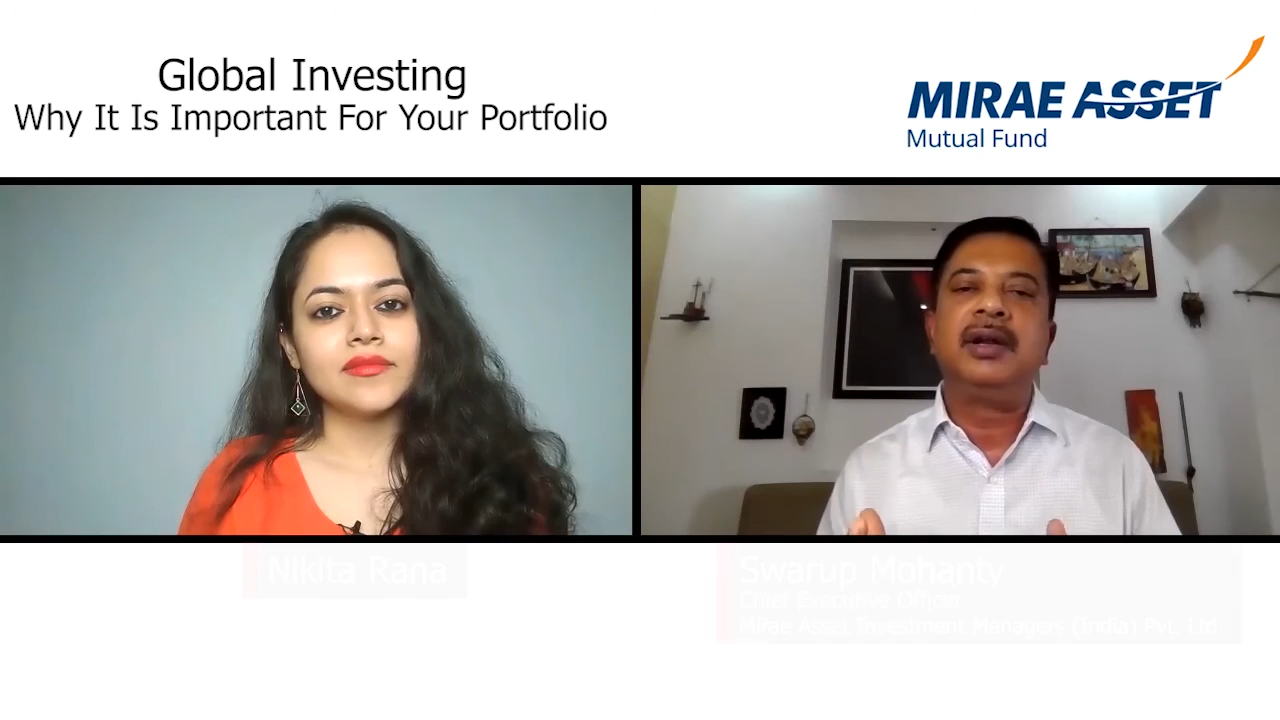 Global Investing
Why It Is Important For Your Portfolio
MIRAE ASSET
Mutual Fund
Nikita Rana
Swarup Mohanty
Chief Executive Officer
Mirae Asset Investment Managers (India) Pvt. Ltd